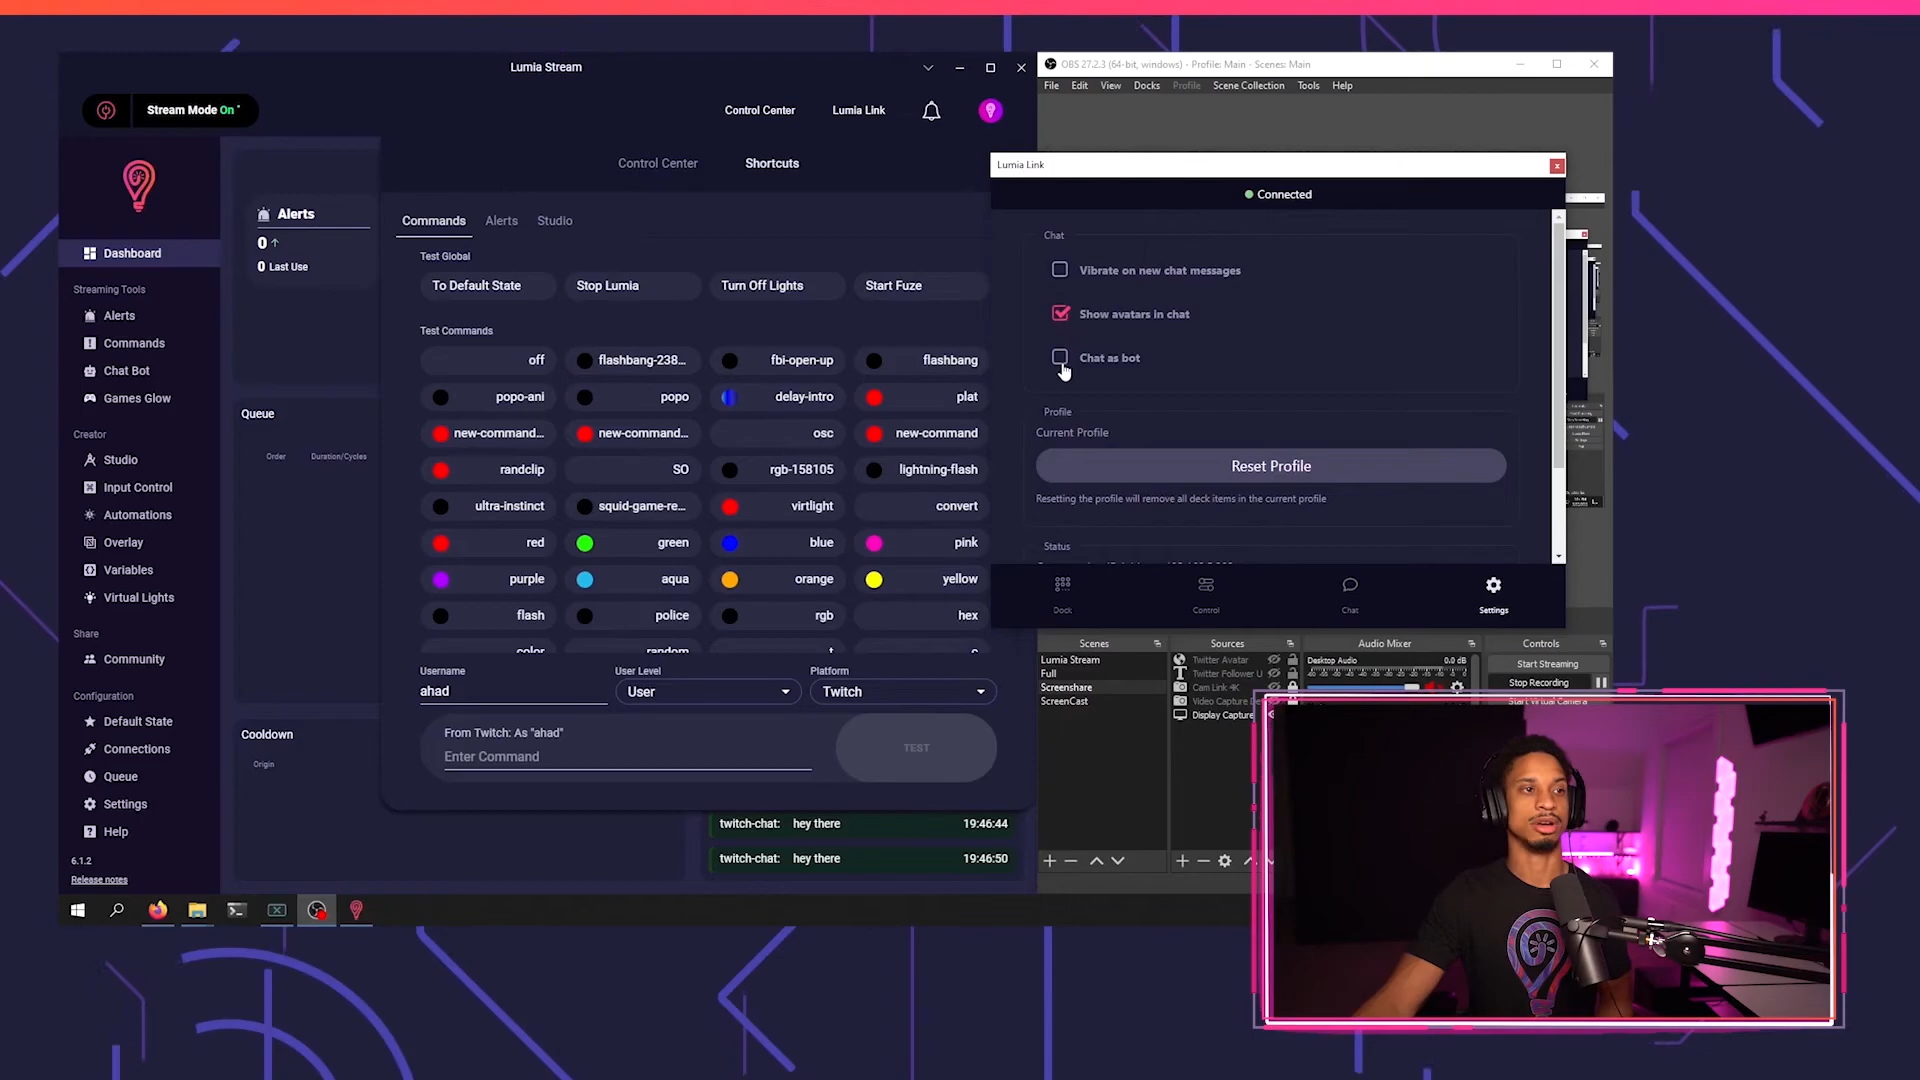 Lumia Stream
Stream Mode On
Control Center
Lumia Link
Dashboard
Streaming Tools
Alerts
Commands
Chat Bot
Games Glow
Creator
Studio
Input Control
Automations
Overlay
Variables
Virtual Lights
Share
Community
Configuration
Default State
Connections
Queue
Settings
Help
6.1.2
Release notes
Alerts
0
0 Last Use
Queue
Order Duration/Cycles
Cooldown
Origin
Control Center Shortcuts
Commands Alerts Studio
Test Global
To Default State Stop Lumia Turn Off Lights Start Fuze
Test Commands
off flashbang-238... fbi-open-up flashbang
popo-ani popo delay-intro plat
new-command... new-command... osc new-command
randclip SO rgb-158105 lightning-flash
ultra-instinct squid-game-re... virtlight convert
red green blue pink
purple aqua orange yellow
flash police rgb hex
color random
Username User Level Platform
ahad User Twitch
From Twitch: As "ahad"
Enter Command
TEST
twitch-chat: hey there 19:46:44
twitch-chat: hey there 19:46:50
OBS 27.2.3 (64-bit, windows) - Profile: Main - Scenes: Main
File Edit View Docks Profile Scene Collection Tools Help
Lumia Link
Connected
Chat
Vibrate on new chat messages
Show avatars in chat
Chat as bot
Profile
Current Profile
Reset Profile
Resetting the profile will remove all deck items in the current profile
Status
Dock Control Chat Settings
Scenes
Lumia Stream
Full
Screenshare
ScreenCast
Sources
Twitter Avatar
Twitter Follower U
Cam Link 4K
Video Capture De
Display Capture
Audio Mixer
Desktop Audio 0.0 dB
Controls
Start Streaming
Stop Recording
Start Virtual Camera